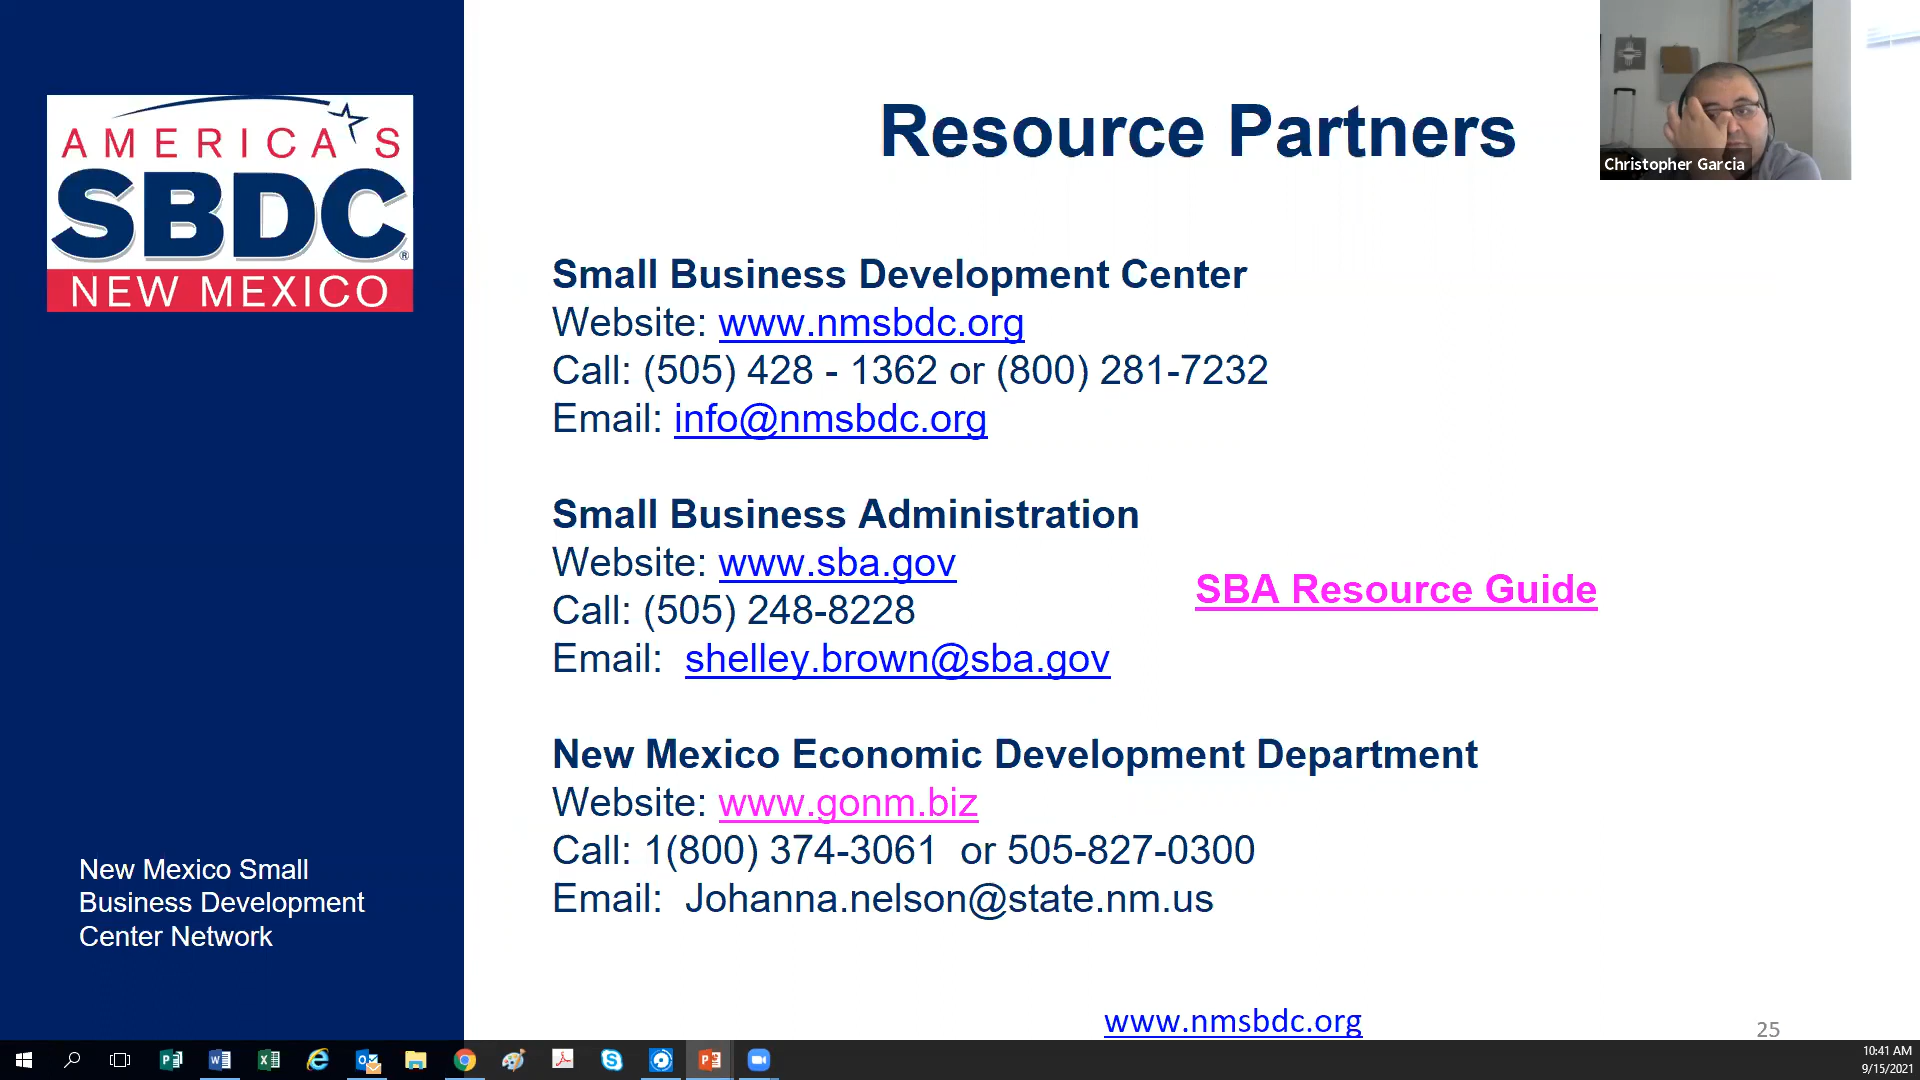 AMERICA'S
SBDC®
NEW MEXICO
New Mexico Small
Business Development
Center Network
Resource Partners
Small Business Development Center
Website: www.nmsbdc.org
Call: (505) 428 - 1362 or (800) 281-7232
Email: info@nmsbdc.org
Small Business Administration
Website: www.sba.gov
Call: (505) 248-8228
Email: shelley.brown@sba.gov
SBA Resource Guide
New Mexico Economic Development Department
Website: www.gonm.biz
Call: 1(800) 374-3061 or 505-827-0300
Email: Johanna.nelson@state.nm.us
www.nmsbdc.org
25
Christopher Garcia
10:41 AM
9/15/2021